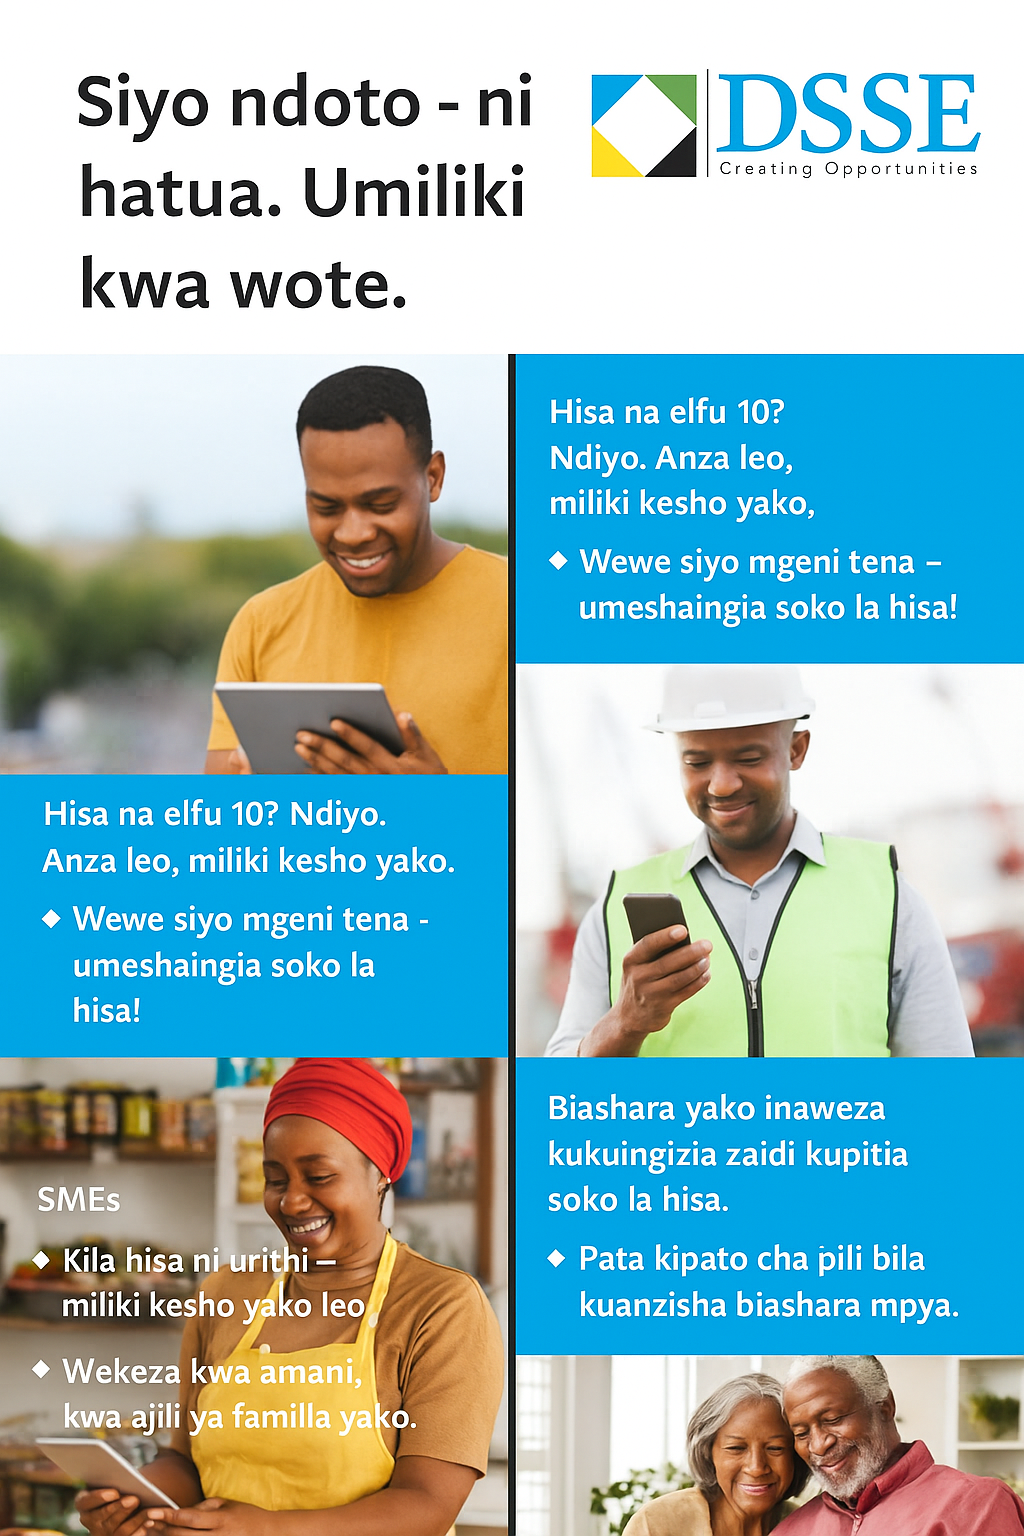 Siyo ndoto - ni
hatua. Umiliki
kwa wote.
DSSE
Creating Opportunities
Hisa na elfu 10?
Ndiyo. Anza leo,
miliki kesho yako,
◆ Wewe siyo mgeni tena –
umeshaingia soko la hisa!
Hisa na elfu 10? Ndiyo.
Anza leo, miliki kesho yako.
◆ Wewe siyo mgeni tena -
umeshaingia soko la
hisa!
SMEs
◆ Kila hisa ni urithi –
miliki kesho yako leo
◆ Wekeza kwa amani,
kwa ajili ya familla yako.
Biashara yako inaweza
kukuingizia zaidi kupitia
soko la hisa.
◆ Pata kipato cha pili bila
kuanzisha biashara mpya.